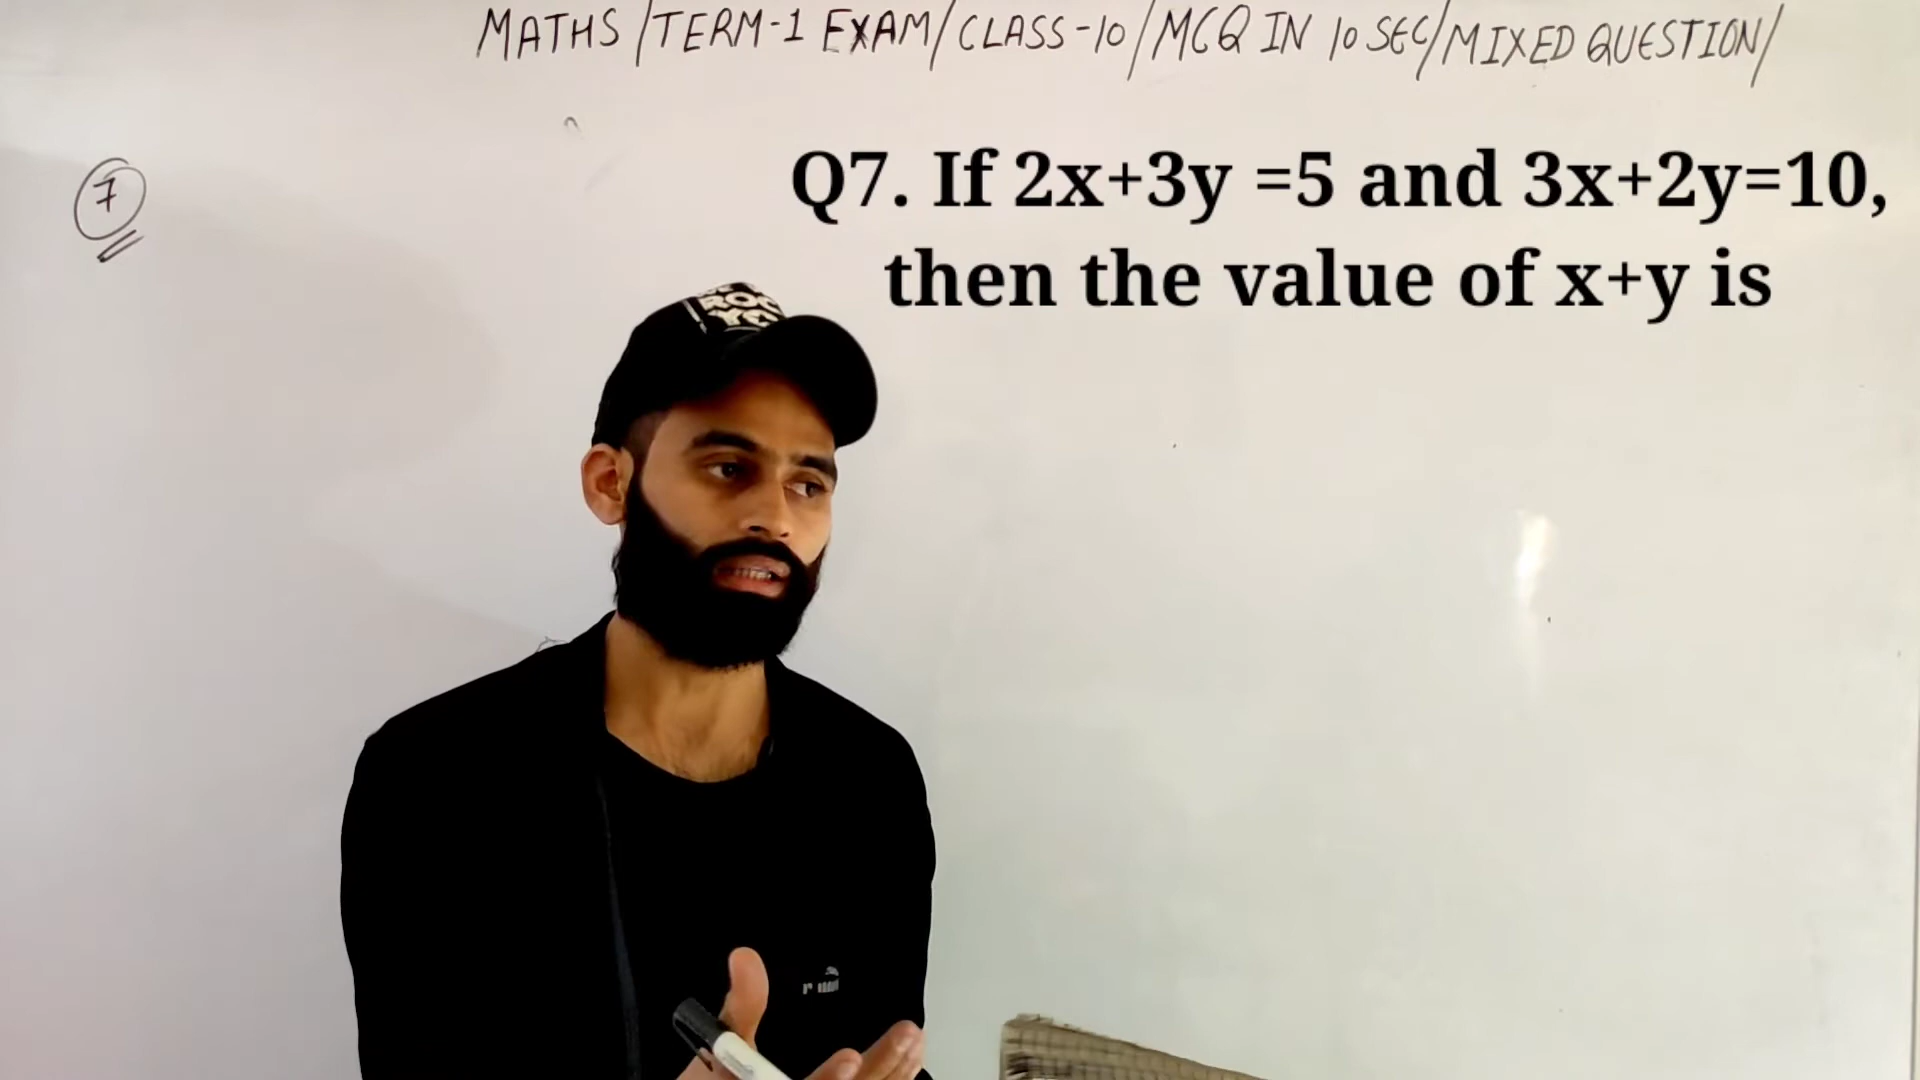 MATHS /TERM-1 EXAM/CLASS-10/MCQ IN 10 SEC/MIXED QUESTION/
7
Q7. If 2x+3y =5 and 3x+2y=10,
then the value of x+y is